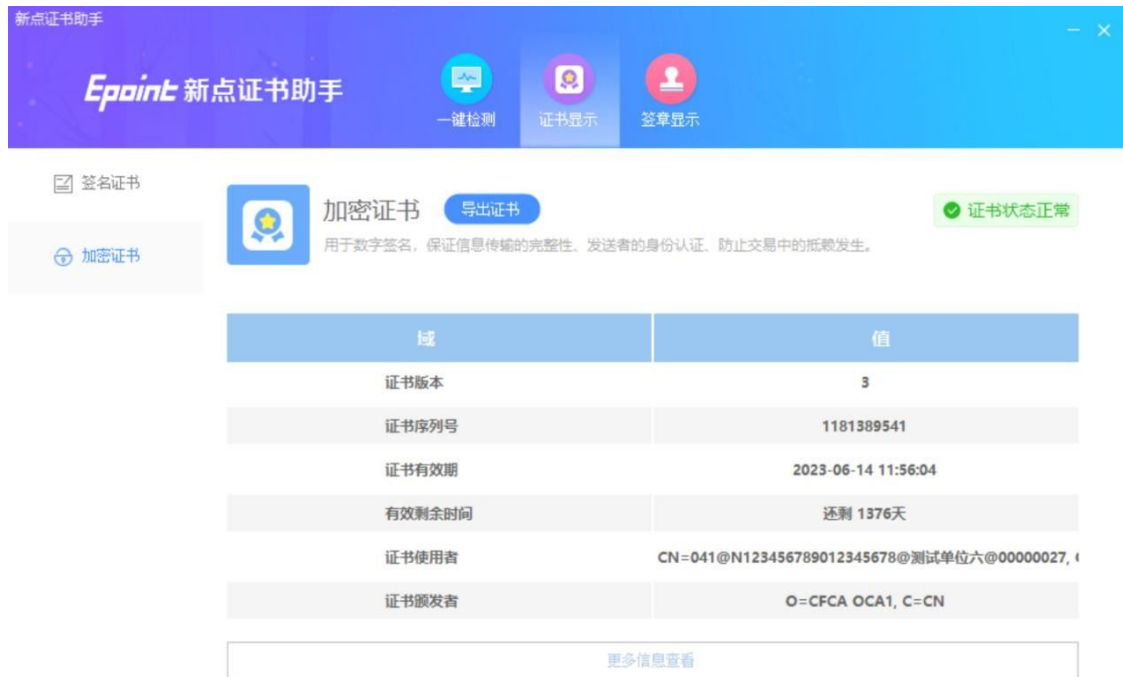 新点证书助手
Epoint 新点证书助手
一键检测 证书显示 签章显示
签名证书
加密证书
加密证书 导出证书
证书状态正常
用于数字签名，保证信息传输的完整性、发送者的身份认证、防止交易中的抵赖发生。
域 值
证书版本 3
证书序列号 1181389541
证书有效期 2023-06-14 11:56:04
有效剩余时间 还剩 1376天
证书使用者 CN=041@N123456789012345678@测试单位六@00000027,
证书颁发者 O=CFCA OCA1, C=CN
更多信息查看